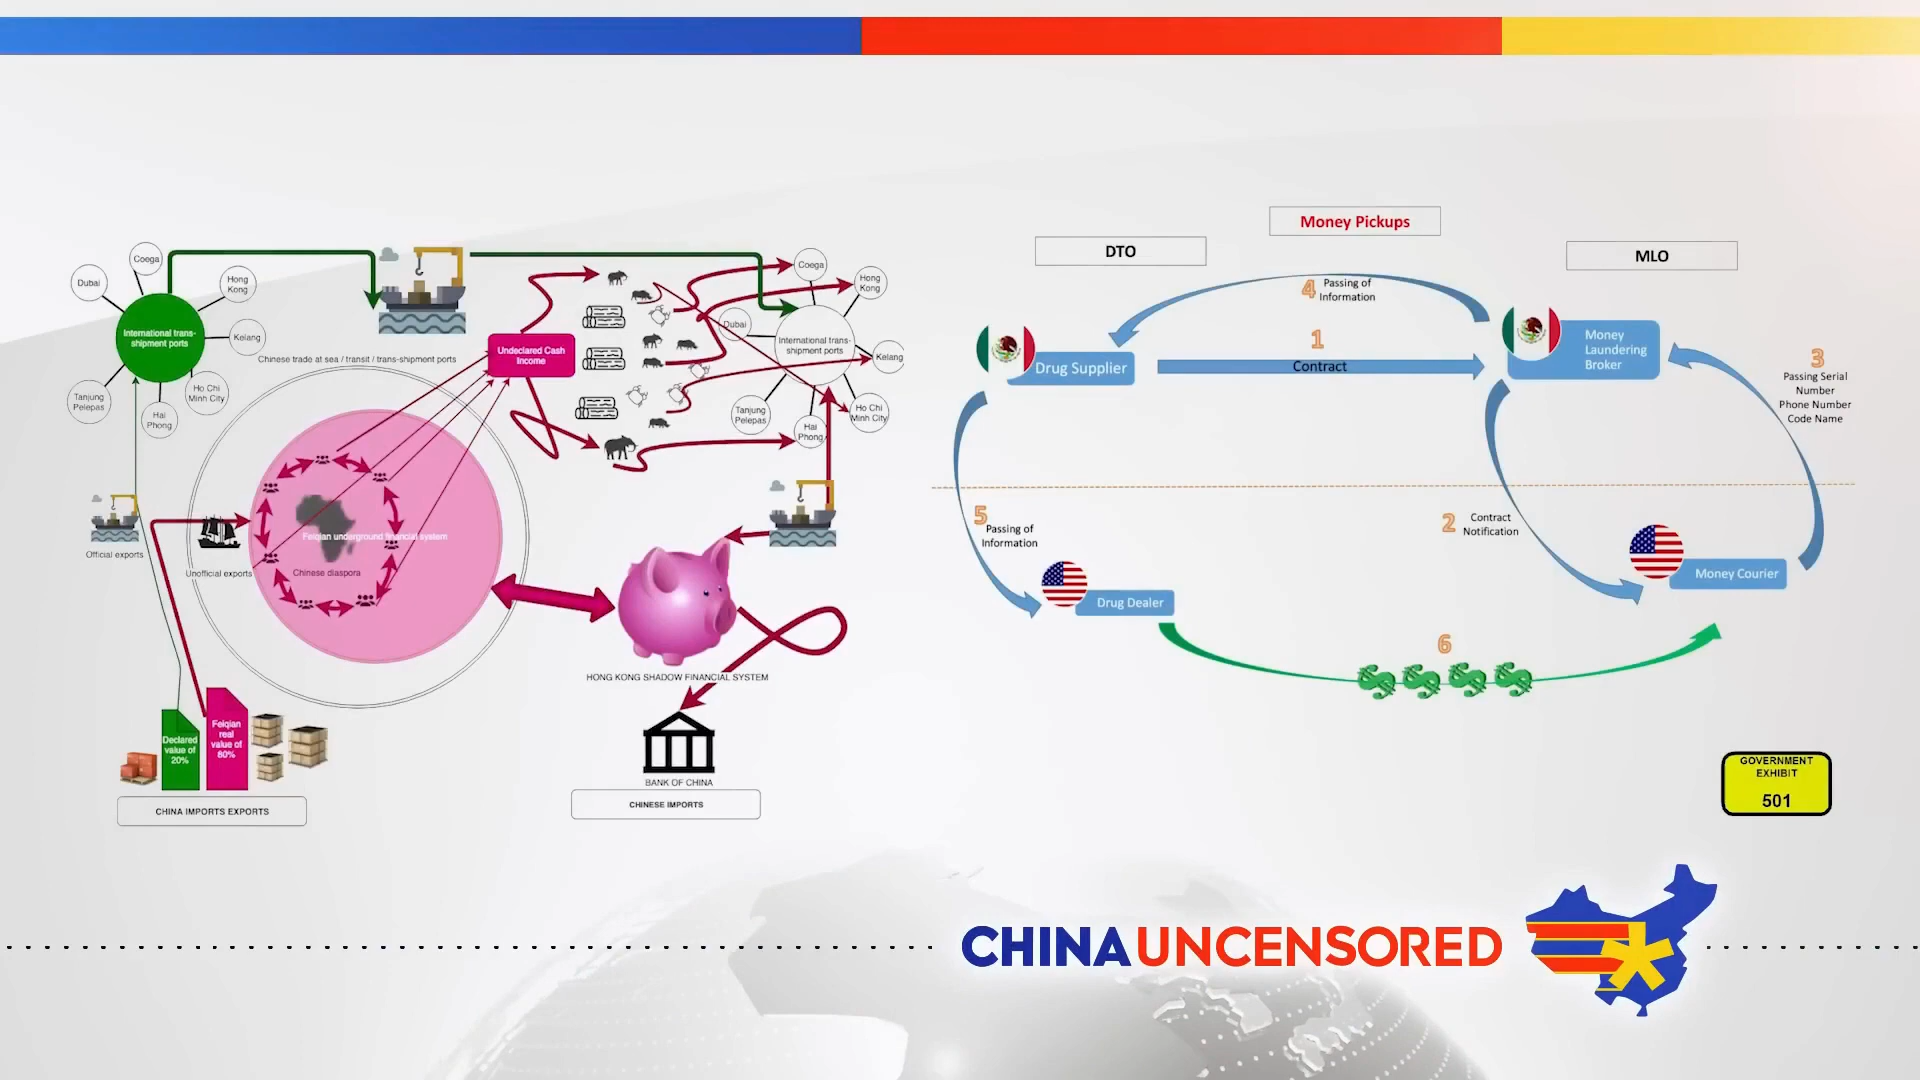 Coega
Dubai
Hong
Kong
International trans-
shipment ports
Kelang
Tanjung
Pelepas
Hai
Phong
Ho Chi
Minh City
Chinese trade at sea / transit / trans-shipment ports
Undeclared Cash
Income
Coega
Hong
Kong
Dubai
International trans-
shipment ports
Kelang
Tanjung
Pelepas
Hai
Phong
Ho Chi
Minh City
Official exports
Unofficial exports
Feiqian underground financial system
Chinese diaspora
HONG KONG SHADOW FINANCIAL SYSTEM
Declared
value of
20%
Feiqian
real
value of
80%
BANK OF CHINA
CHINA IMPORTS EXPORTS
CHINESE IMPORTS
Money Pickups
DTO
MLO
4 Passing of
Information
1
Contract
Drug Supplier
Money
Laundering
Broker
3
Passing Serial
Number
Phone Number
Code Name
5 Passing of
Information
2 Contract
Notification
Drug Dealer
Money Courier
6
$ $ $ $
GOVERNMENT
EXHIBIT
501
CHINA UNCENSORED